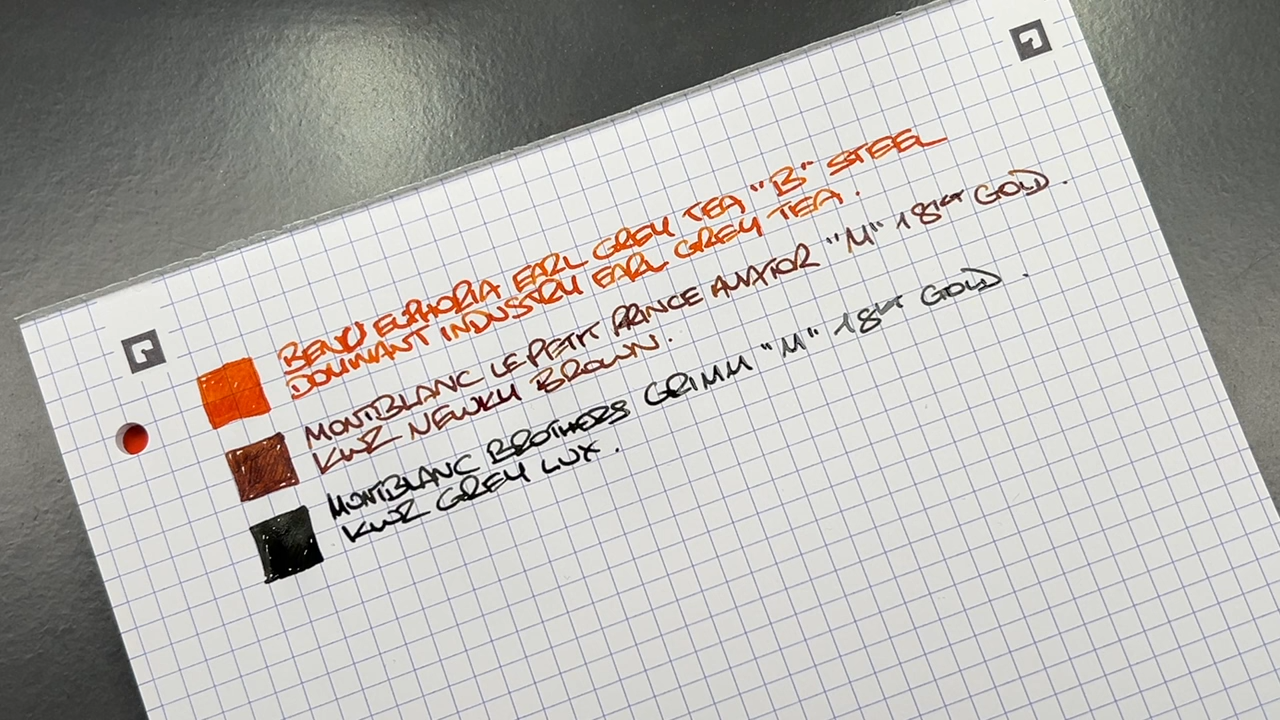 BENU EUPHORIA EARL GREY TEA "B" STEEL
DOMINANT INDUSTRY EARL GREY TEA.
MONTBLANC LE PETIT PRINCE AVIATOR "M" 18KT GOLD.
KWZ NEWKY BROWN.
MONTBLANC BROTHERS GRIMM "M" 18KT GOLD.
KWZ GREY LUX.